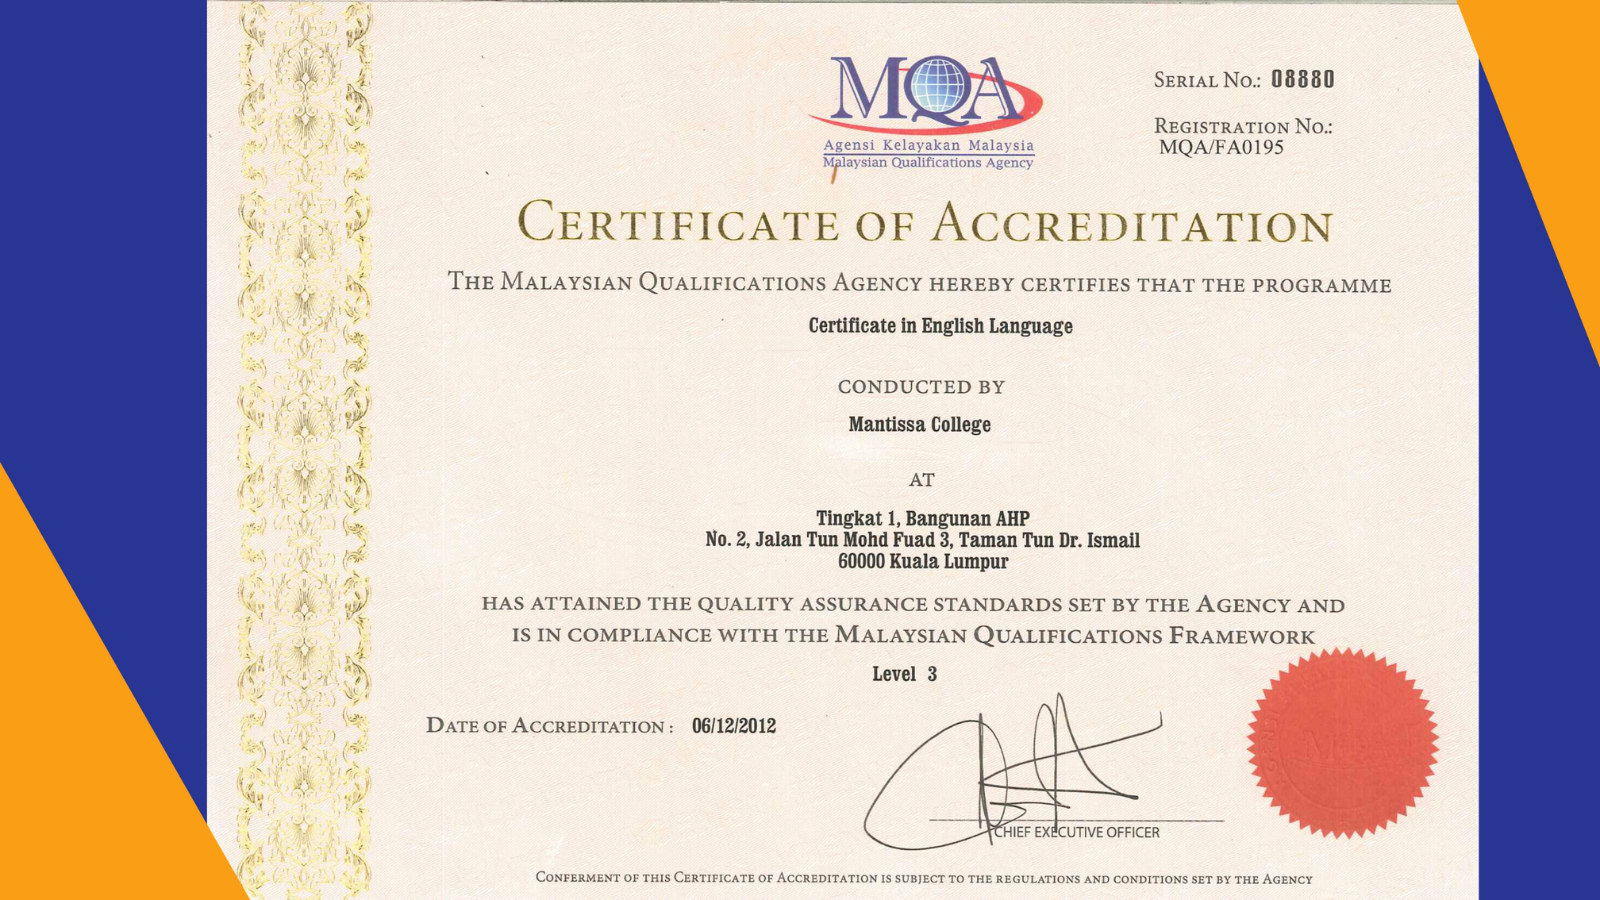 MQA
Agensi Kelayakan Malaysia
Malaysian Qualifications Agency
SERIAL NO.: 08880
REGISTRATION NO.:
MQA/FA0195
CERTIFICATE OF ACCREDITATION
THE MALAYSIAN QUALIFICATIONS AGENCY HEREBY CERTIFIES THAT THE PROGRAMME
Certificate in English Language
CONDUCTED BY
Mantissa College
AT
Tingkat 1, Bangunan AHP
No. 2, Jalan Tun Mohd Fuad 3, Taman Tun Dr. Ismail
60000 Kuala Lumpur
HAS ATTAINED THE QUALITY ASSURANCE STANDARDS SET BY THE AGENCY AND
IS IN COMPLIANCE WITH THE MALAYSIAN QUALIFICATIONS FRAMEWORK
Level 3
DATE OF ACCREDITATION : 06/12/2012
CHIEF EXECUTIVE OFFICER
CONFERMENT OF THIS CERTIFICATE OF ACCREDITATION IS SUBJECT TO THE REGULATIONS AND CONDITIONS SET BY THE AGENCY